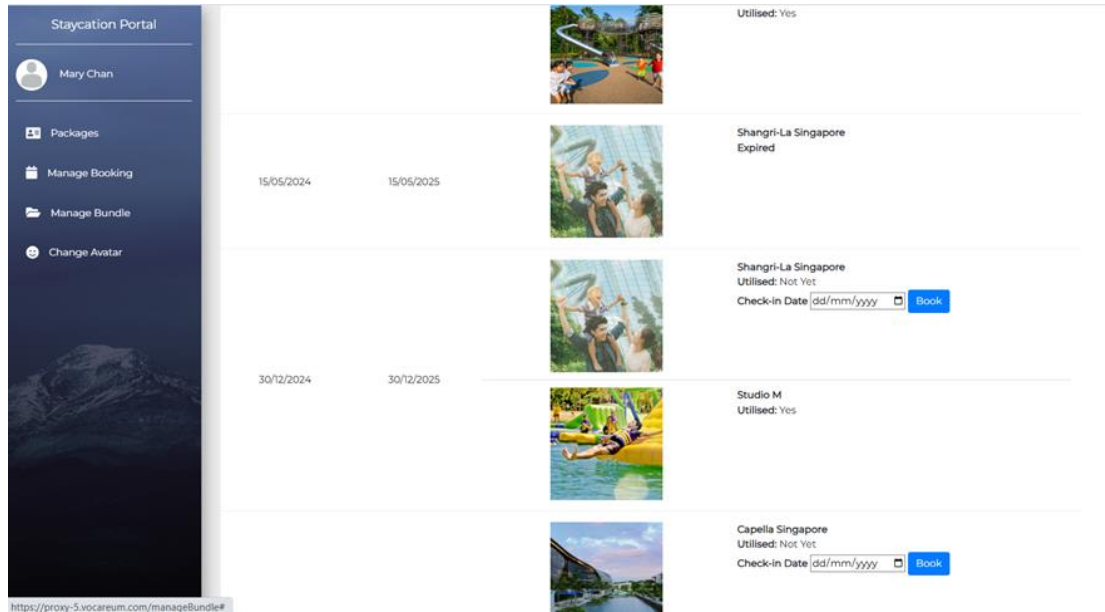 Staycation Portal
Mary Chan
Packages
Manage Booking
Manage Bundle
Change Avatar
Utilised: Yes
15/05/2024 15/05/2025
Shangri-La Singapore
Expired
30/12/2024 30/12/2025
Shangri-La Singapore
Utilised: Not Yet
Check-in Date dd/mm/yyyy Book
Studio M
Utilised: Yes
Capella Singapore
Utilised: Not Yet
Check-in Date dd/mm/yyyy Book
https://proxy-5.vocareum.com/manageBundle#